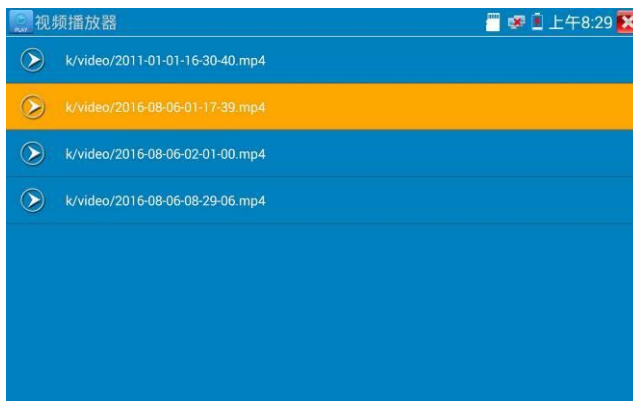 PLAY 视频播放器 上午8:29
k/video/2011-01-01-16-30-40.mp4
k/video/2016-08-06-01-17-39.mp4
k/video/2016-08-06-02-01-00.mp4
k/video/2016-08-06-08-29-06.mp4